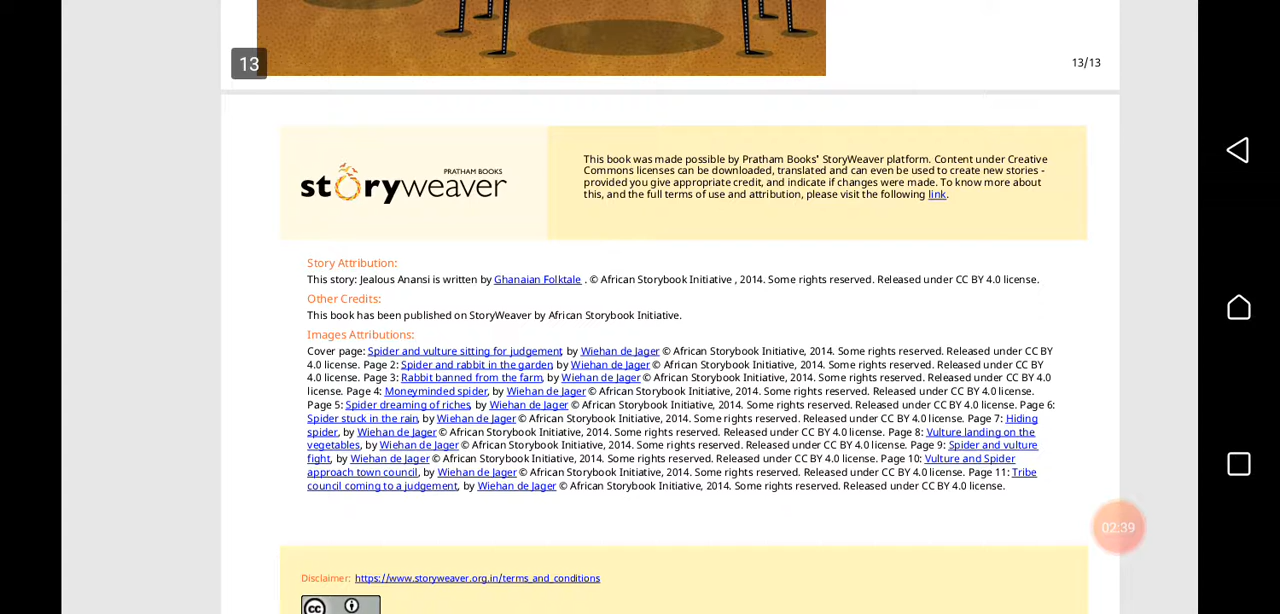 13
13/13
PRATHAM BOOKS
storyweaver
This book was made possible by Pratham Books' StoryWeaver platform. Content under Creative
Commons licenses can be downloaded, translated and can even be used to create new stories -
provided you give appropriate credit, and indicate if changes were made. To know more about
this, and the full terms of use and attribution, please visit the following link.
Story Attribution:
This story: Jealous Anansi is written by Ghanaian Folktale . © African Storybook Initiative , 2014. Some rights reserved. Released under CC BY 4.0 license.
Other Credits:
This book has been published on StoryWeaver by African Storybook Initiative.
Images Attributions:
Cover page: Spider and vulture sitting for judgement, by Wiehan de Jager © African Storybook Initiative, 2014. Some rights reserved. Released under CC BY
4.0 license. Page 2: Spider and rabbit in the garden, by Wiehan de Jager © African Storybook Initiative, 2014. Some rights reserved. Released under CC BY
4.0 license. Page 3: Rabbit banned from the farm, by Wiehan de Jager © African Storybook Initiative, 2014. Some rights reserved. Released under CC BY 4.0
license. Page 4: Moneyminded spider, by Wiehan de Jager © African Storybook Initiative, 2014. Some rights reserved. Released under CC BY 4.0 license.
Page 5: Spider dreaming of riches, by Wiehan de Jager © African Storybook Initiative, 2014. Some rights reserved. Released under CC BY 4.0 license. Page 6:
Spider stuck in the rain, by Wiehan de Jager © African Storybook Initiative, 2014. Some rights reserved. Released under CC BY 4.0 license. Page 7: Hiding
spider, by Wiehan de Jager © African Storybook Initiative, 2014. Some rights reserved. Released under CC BY 4.0 license. Page 8: Vulture landing on the
vegetables, by Wiehan de Jager © African Storybook Initiative, 2014. Some rights reserved. Released under CC BY 4.0 license. Page 9: Spider and vulture
fight, by Wiehan de Jager © African Storybook Initiative, 2014. Some rights reserved. Released under CC BY 4.0 license. Page 10: Vulture and Spider
approach town council, by Wiehan de Jager © African Storybook Initiative, 2014. Some rights reserved. Released under CC BY 4.0 license. Page 11: Tribe
council coming to a judgement, by Wiehan de Jager © African Storybook Initiative, 2014. Some rights reserved. Released under CC BY 4.0 license.
02:39
Disclaimer: https://www.storyweaver.org.in/terms_and_conditions
cc